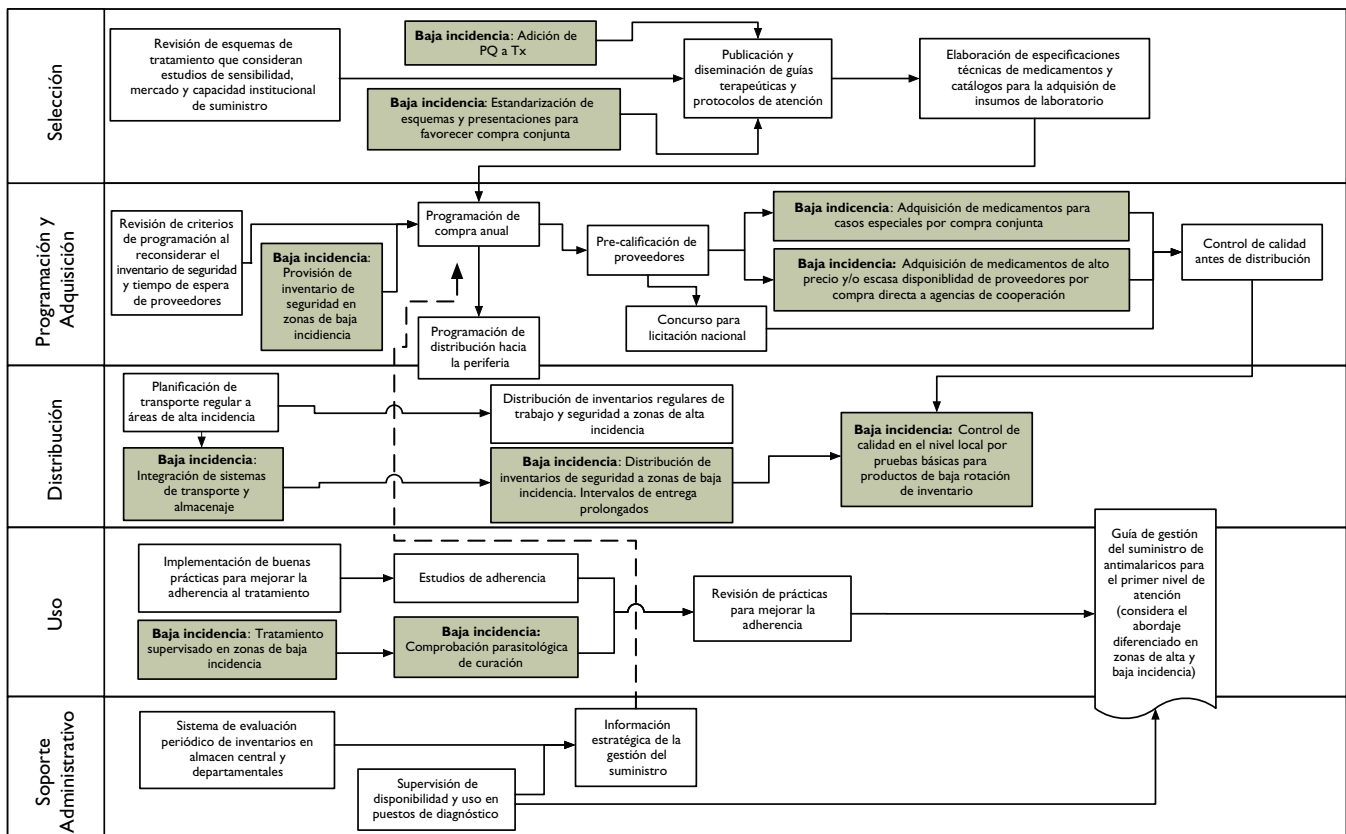 Selección
Revisión de esquemas de
tratamiento que consideran
estudios de sensibilidad,
mercado y capacidad institucional
de suministro
Baja incidencia: Adición de
PQ a Tx
Baja incidencia: Estandarización de
esquemas y presentaciones para
favorecer compra conjunta
Publicación y
diseminación de guías
terapeúticas y
protocolos de atención
Elaboración de especificaciones
técnicas de medicamentos y
catálogos para la adquisión de
insumos de laboratorio
Programación y
Adquisición
Revisión de criterios
de programación al
reconsiderar el
inventario de seguridad
y tiempo de espera
de proveedores
Baja incidencia:
Provisión de
inventario de
seguridad en
zonas de baja
incidiencia
Programación de
compra anual
Programación de
distribución hacia
la periferia
Pre-calificación de
proveedores
Concurso para
licitación nacional
Baja indicencia: Adquisición de medicamentos para
casos especiales por compra conjunta
Baja incidencia: Adquisición de medicamentos de alto
precio y/o escasa disponiblidad de proveedores por
compra directa a agencias de cooperación
Control de calidad
antes de distribución
Distribución
Planificación de
transporte regular a
áreas de alta incidencia
Baja incidencia:
Integración de sistemas
de transporte y
almacenaje
Distribución de inventarios regulares de
trabajo y seguridad a zonas de alta
incidencia
Baja incidencia: Distribución de
inventarios de seguridad a zonas de baja
incidencia. Intervalos de entrega
prolongados
Baja incidencia: Control de
calidad en el nivel local por
pruebas básicas para
productos de baja rotación
de inventario
Uso
Implementación de buenas
prácticas para mejorar la
adherencia al tratamiento
Baja incidencia: Tratamiento
supervisado en zonas de baja
incidencia
Estudios de adherencia
Baja incidencia:
Comprobación parasitológica
de curación
Revisión de prácticas
para mejorar la
adherencia
Guía de gestión
del suministro de
antimalaricos para
el primer nivel de
atención
(considera el
abordaje
diferenciado en
zonas de alta y
baja incidencia)
Soporte
Administrativo
Sistema de evaluación
periódico de inventarios en
almacen central y
departamentales
Supervisión de
disponibilidad y uso en
puestos de diagnóstico
Información
estratégica de la
gestión del
suministro